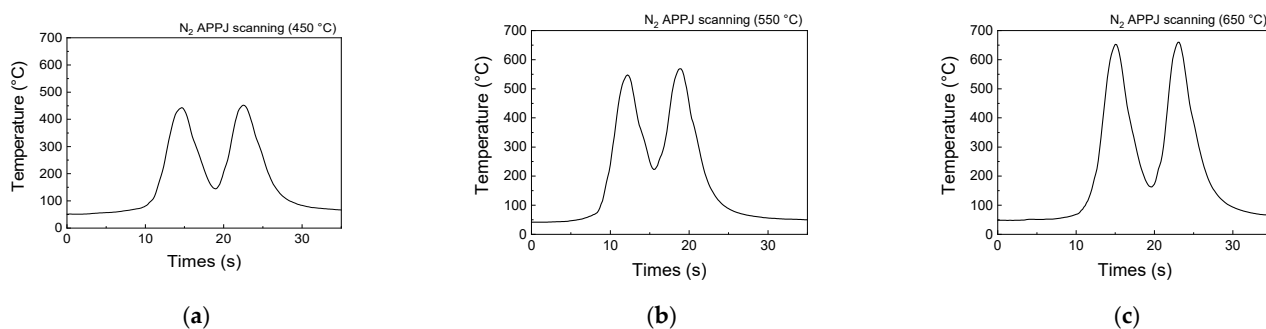 N₂ APPJ scanning (450 °C)
700
600
500
400
300
200
100
0
Temperature (°C)
0 10 20 30
Times (s)
(a)
N₂ APPJ scanning (550 °C)
700
600
500
400
300
200
100
0
Temperature (°C)
0 10 20 30
Times (s)
(b)
N₂ APPJ scanning (650 °C)
700
600
500
400
300
200
100
0
Temperature (°C)
0 10 20 30
Times (s)
(c)